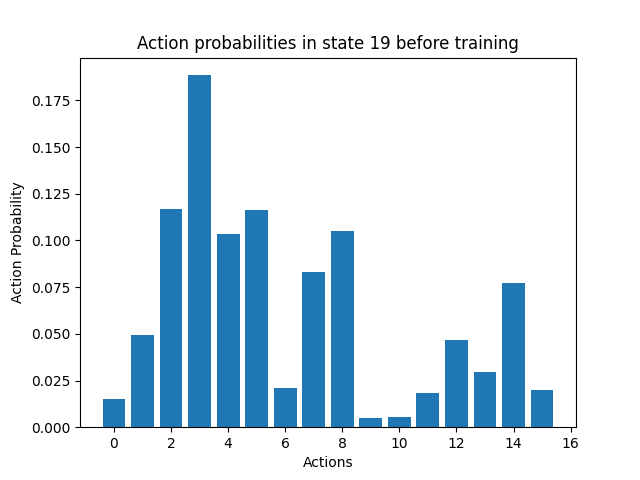 Action probabilities in state 19 before training
0.175
0.150
0.125
0.100
0.075
0.050
0.025
0.000
Action Probability
0 2 4 6 8 10 12 14 16
Actions